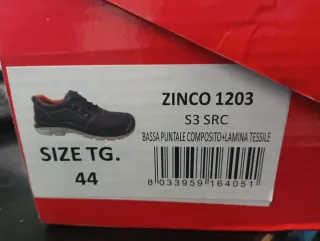 ZINCO 1203
S3 SRC
BASSA PUNTALE COMPOSITO+LAMINA TESSILE
SIZE TG.
44
8 033959 164051